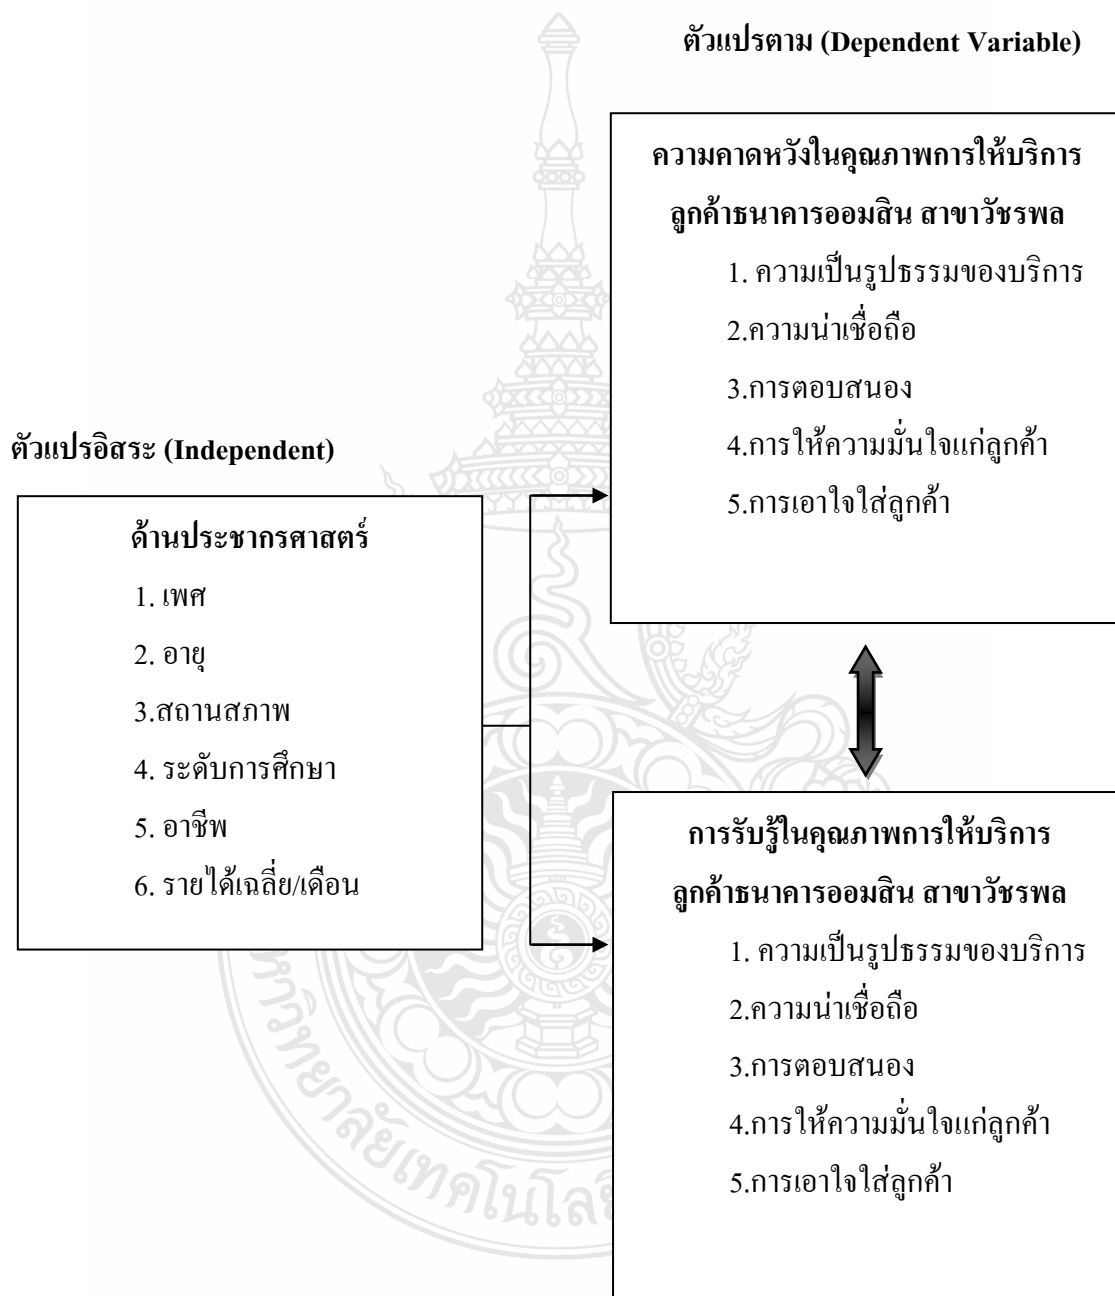 ตัวแปรตาม (Dependent Variable)
ความคาดหวังในคุณภาพการให้บริการ
ลูกค้าธนาคารออมสิน สาขาวัชรพล
1. ความเป็นรูปธรรมของบริการ
2.ความน่าเชื่อถือ
3.การตอบสนอง
4.การให้ความมั่นใจแก่ลูกค้า
5.การเอาใจใส่ลูกค้า
ตัวแปรอิสระ (Independent)
ด้านประชากรศาสตร์
1. เพศ
2. อายุ
3.สถานสภาพ
4. ระดับการศึกษา
5. อาชีพ
6. รายได้เฉลี่ย/เดือน
การรับรู้ในคุณภาพการให้บริการ
ลูกค้าธนาคารออมสิน สาขาวัชรพล
1. ความเป็นรูปธรรมของบริการ
2.ความน่าเชื่อถือ
3.การตอบสนอง
4.การให้ความมั่นใจแก่ลูกค้า
5.การเอาใจใส่ลูกค้า